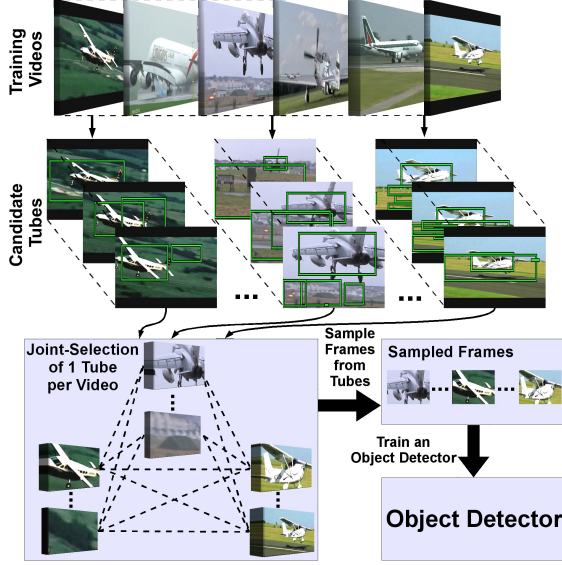 Training
Videos
Candidate
Tubes
...
...
Joint-Selection
of 1 Tube
per Video
Sample
Frames
from
Tubes
Sampled Frames
Train an
Object Detector
Object Detector